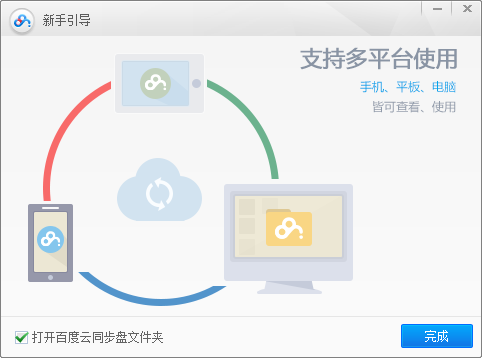 新手引导
支持多平台使用
手机、平板、电脑
皆可查看、使用
打开百度云同步盘文件夹
完成